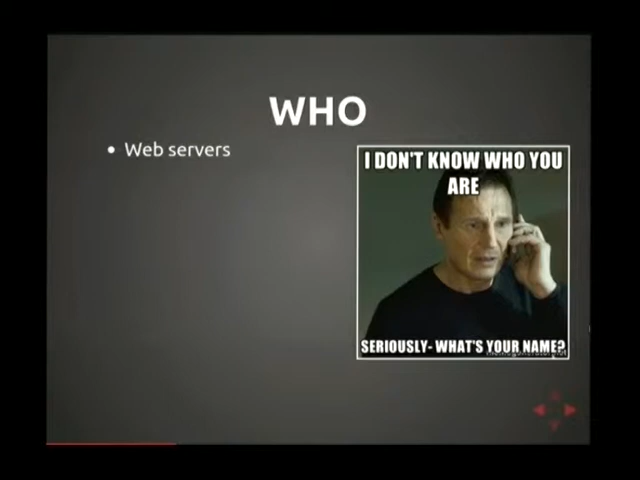 WHO
• Web servers
I DON'T KNOW WHO YOU
ARE
SERIOUSLY- WHAT'S YOUR NAME?